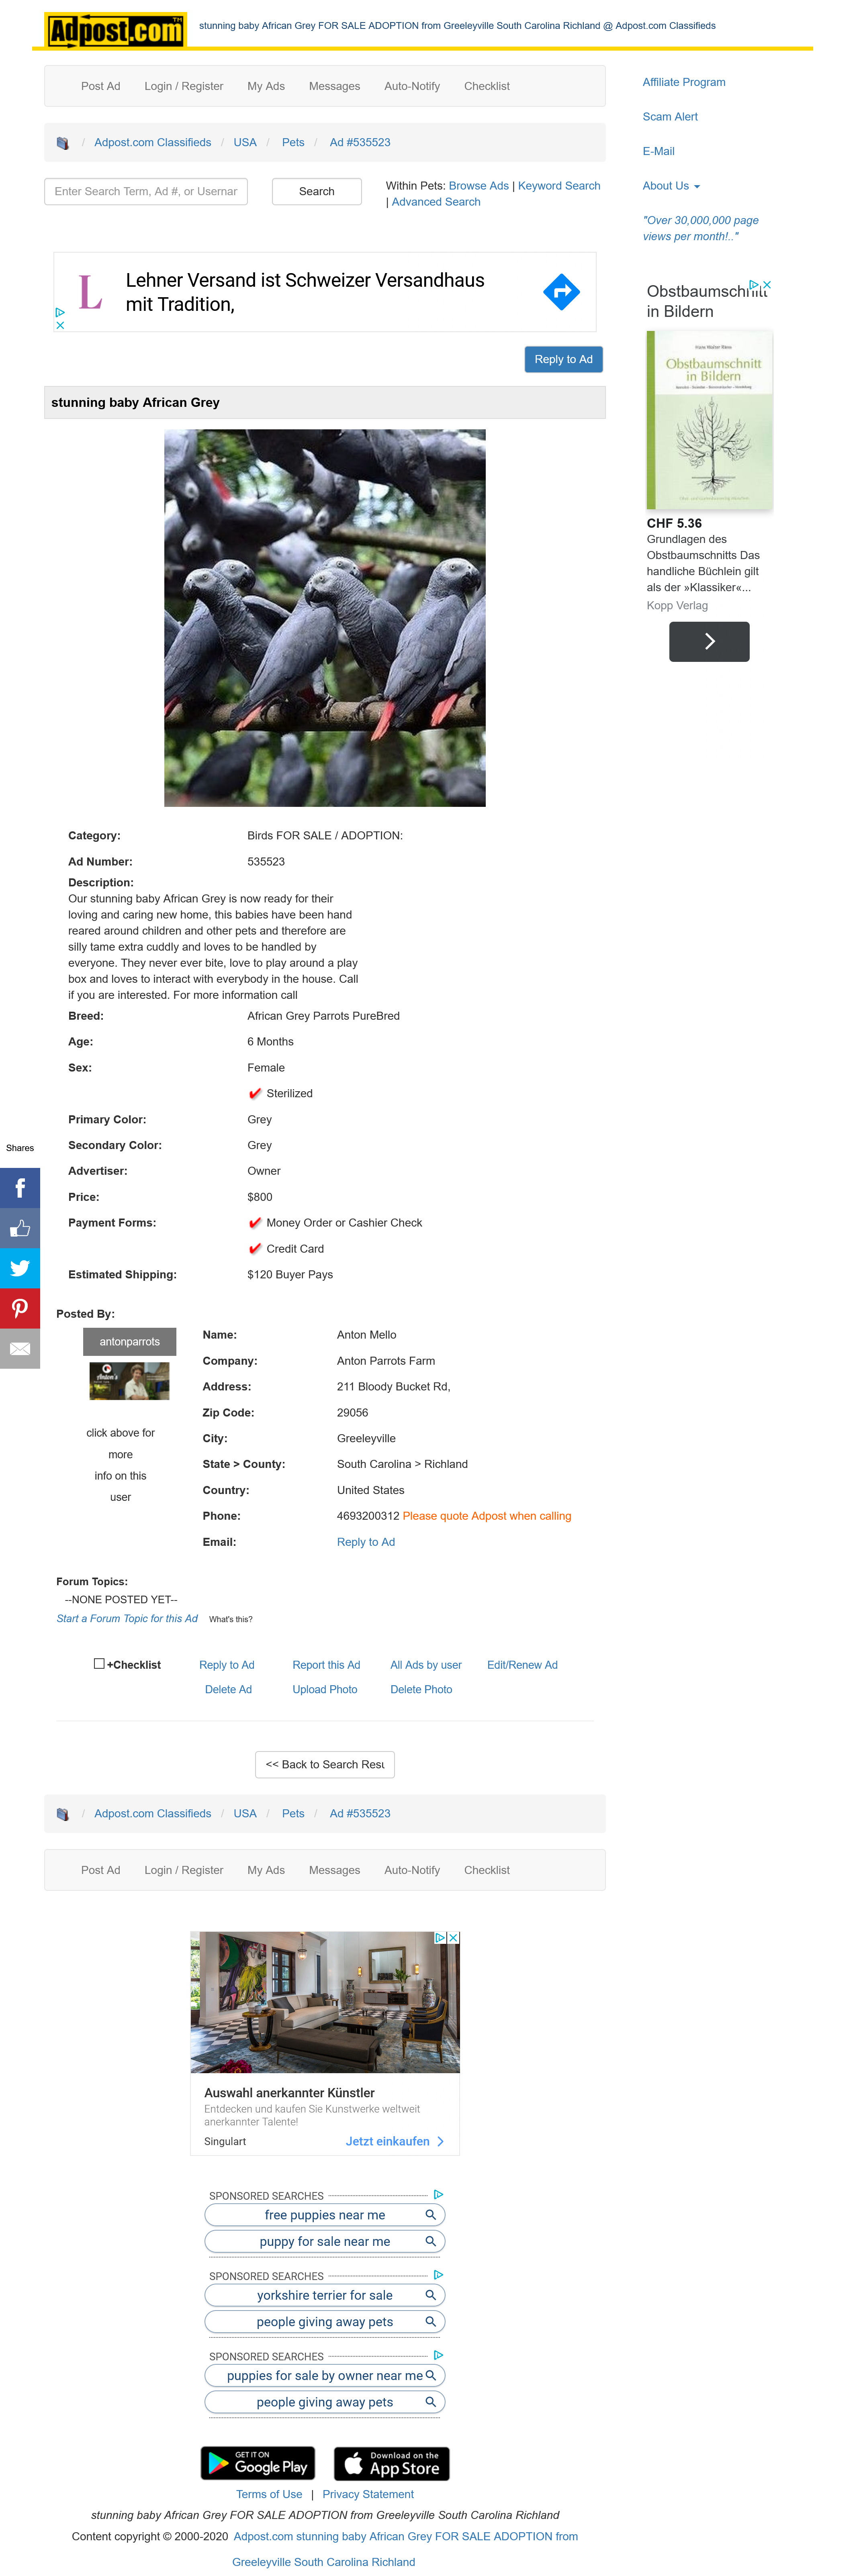 Adpost.com™
stunning baby African Grey FOR SALE ADOPTION from Greeleyville South Carolina Richland @ Adpost.com Classifieds
Post Ad Login / Register My Ads Messages Auto-Notify Checklist
/ Adpost.com Classifieds / USA / Pets / Ad #535523
Enter Search Term, Ad #, or Usernar
Search
Within Pets: Browse Ads | Keyword Search
| Advanced Search
Affiliate Program
Scam Alert
E-Mail
About Us
"Over 30,000,000 page
views per month!.."
L
Lehner Versand ist Schweizer Versandhaus
mit Tradition,
Reply to Ad
Obstbaumschnitt
in Bildern
Obstbaumschnitt
in Bildern
CHF 5.36
Grundlagen des
Obstbaumschnitts Das
handliche Büchlein gilt
als der »Klassiker«...
Kopp Verlag
stunning baby African Grey
Category: Birds FOR SALE / ADOPTION:
Ad Number: 535523
Description:
Our stunning baby African Grey is now ready for their
loving and caring new home, this babies have been hand
reared around children and other pets and therefore are
silly tame extra cuddly and loves to be handled by
everyone. They never ever bite, love to play around a play
box and loves to interact with everybody in the house. Call
if you are interested. For more information call
Breed: African Grey Parrots PureBred
Age: 6 Months
Sex: Female
Sterilized
Primary Color: Grey
Secondary Color: Grey
Advertiser: Owner
Price: $800
Payment Forms: Money Order or Cashier Check
Credit Card
Estimated Shipping: $120 Buyer Pays
Shares
Posted By:
antonparrots
Anton's
click above for
more
info on this
user
Name: Anton Mello
Company: Anton Parrots Farm
Address: 211 Bloody Bucket Rd,
Zip Code: 29056
City: Greeleyville
State > County: South Carolina > Richland
Country: United States
Phone: 4693200312 Please quote Adpost when calling
Email: Reply to Ad
Forum Topics:
--NONE POSTED YET--
Start a Forum Topic for this Ad What's this?
+Checklist Reply to Ad Report this Ad All Ads by user Edit/Renew Ad
Delete Ad Upload Photo Delete Photo
<< Back to Search Resu
/ Adpost.com Classifieds / USA / Pets / Ad #535523
Post Ad Login / Register My Ads Messages Auto-Notify Checklist
Auswahl anerkannter Künstler
Entdecken und kaufen Sie Kunstwerke weltweit
anerkannter Talente!
Singulart Jetzt einkaufen
SPONSORED SEARCHES
free puppies near me
puppy for sale near me
SPONSORED SEARCHES
yorkshire terrier for sale
people giving away pets
SPONSORED SEARCHES
puppies for sale by owner near me
people giving away pets
GET IT ON
Google Play
Download on the
App Store
Terms of Use | Privacy Statement
stunning baby African Grey FOR SALE ADOPTION from Greeleyville South Carolina Richland
Content copyright © 2000-2020 Adpost.com stunning baby African Grey FOR SALE ADOPTION from
Greeleyville South Carolina Richland